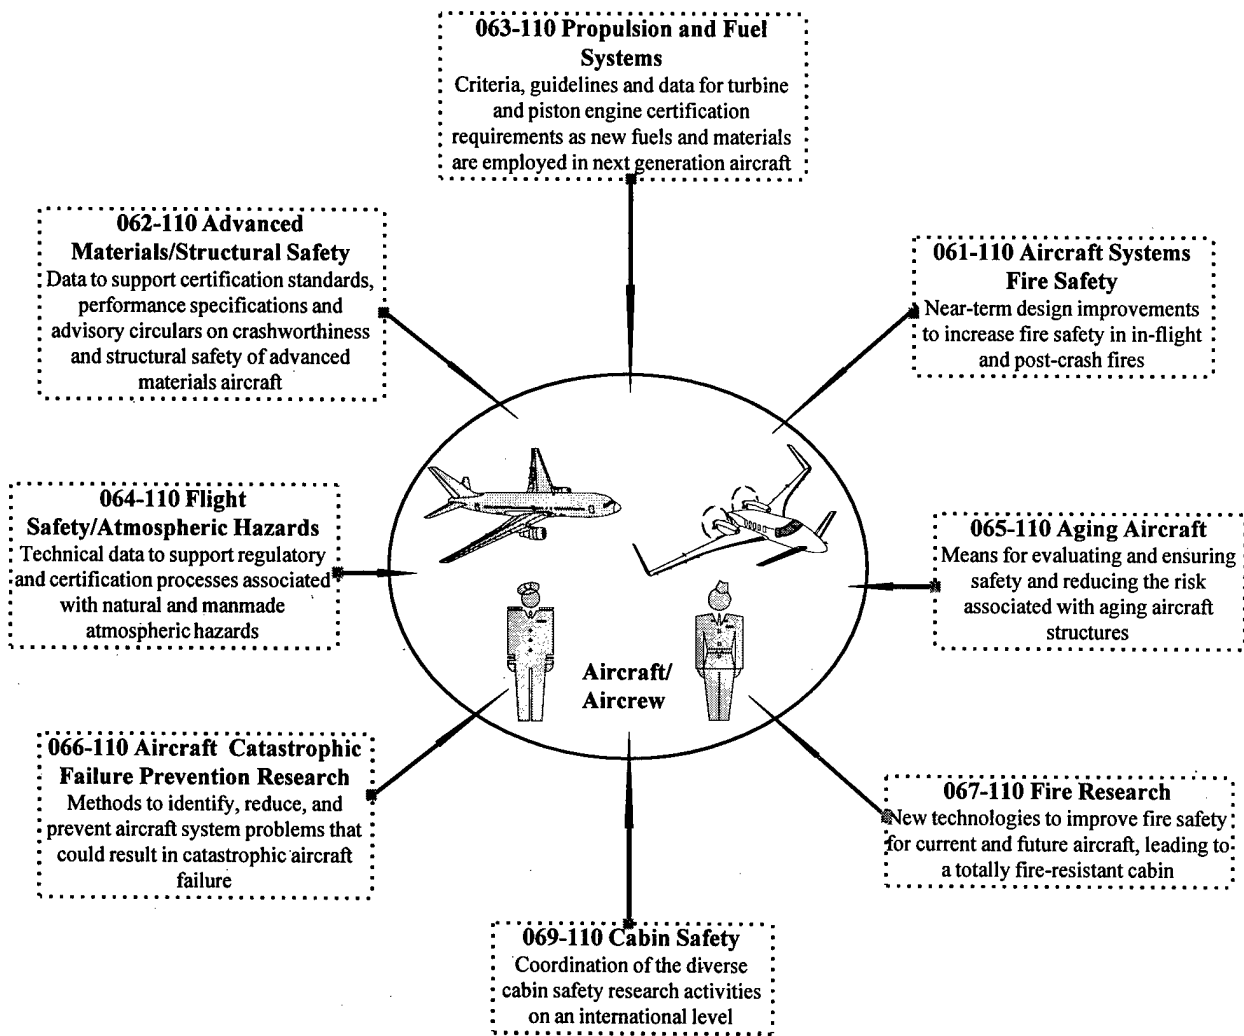 063-110 Propulsion and Fuel
Systems
Criteria, guidelines and data for turbine
and piston engine certification
requirements as new fuels and materials
are employed in next generation aircraft
062-110 Advanced
Materials/Structural Safety
Data to support certification standards,
performance specifications and
advisory circulars on crashworthiness
and structural safety of advanced
materials aircraft
061-110 Aircraft Systems
Fire Safety
Near-term design improvements
to increase fire safety in in-flight
and post-crash fires
064-110 Flight
Safety/Atmospheric Hazards
Technical data to support regulatory
and certification processes associated
with natural and manmade
atmospheric hazards
065-110 Aging Aircraft
Means for evaluating and ensuring
safety and reducing the risk
associated with aging aircraft
structures
Aircraft/
Aircrew
066-110 Aircraft Catastrophic
Failure Prevention Research
Methods to identify, reduce, and
prevent aircraft system problems that
could result in catastrophic aircraft
failure
067-110 Fire Research
New technologies to improve fire safety
for current and future aircraft, leading to
a totally fire-resistant cabin
069-110 Cabin Safety
Coordination of the diverse
cabin safety research activities
on an international level